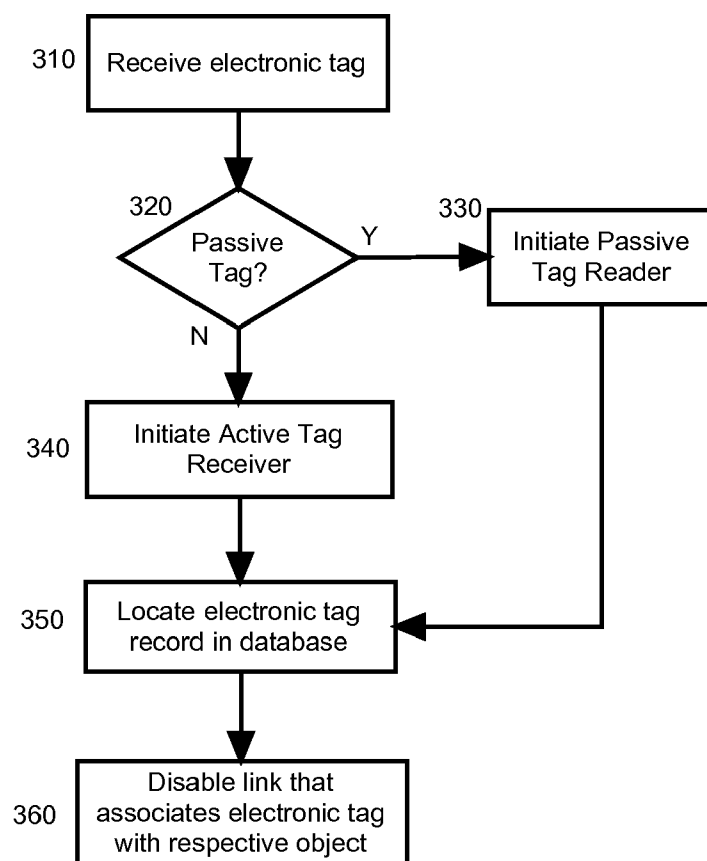 310
Receive electronic tag
320
Passive
Tag?
Y
N
330
Initiate Passive
Tag Reader
340
Initiate Active Tag
Receiver
350
Locate electronic tag
record in database
360
Disable link that
associates electronic tag
with respective object